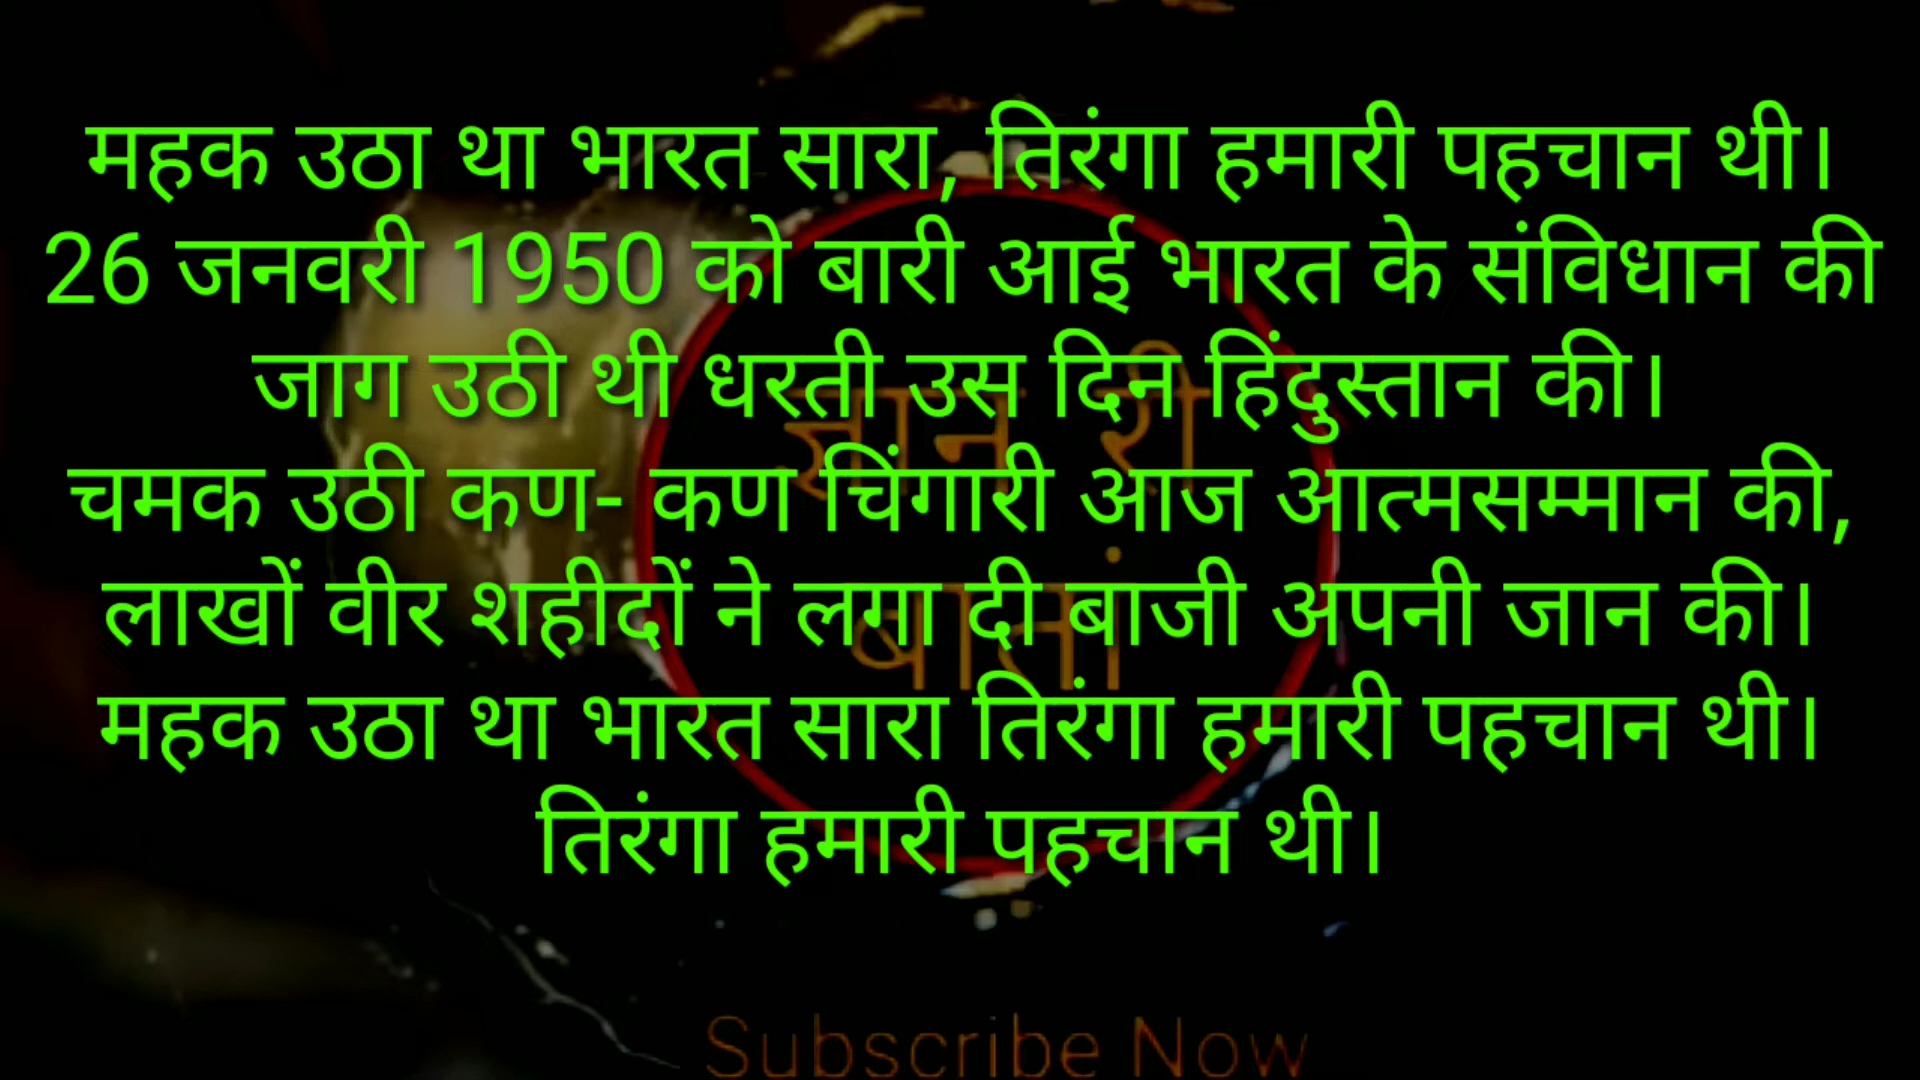 महक उठा था भारत सारा, तिरंगा हमारी पहचान थी।
26 जनवरी 1950 को बारी आई भारत के संविधान की
जाग उठी थी धरती उस दिन हिंदुस्तान की।
चमक उठी कण- कण चिंगारी आज आत्मसम्मान की,
लाखों वीर शहीदों ने लगा दी बाजी अपनी जान की।
महक उठा था भारत सारा तिरंगा हमारी पहचान थी।
तिरंगा हमारी पहचान थी।
ज्ञान री
बातां
Subscribe Now